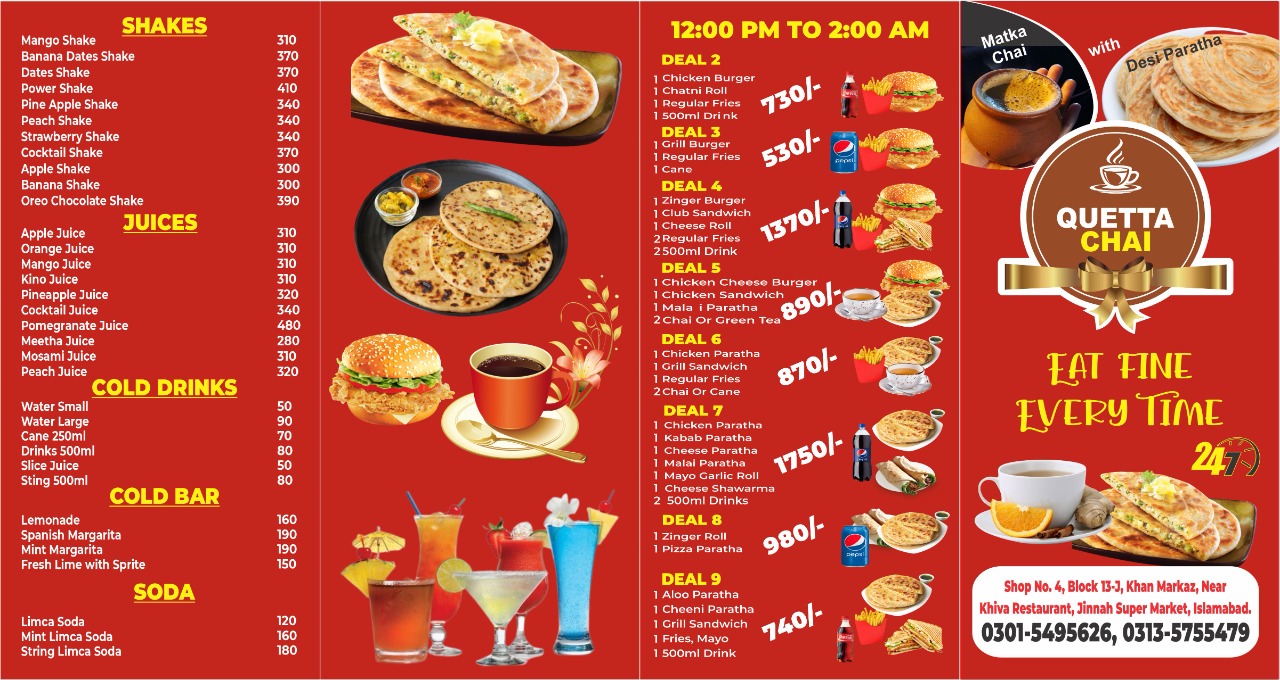 SHAKES
Mango Shake 310
Banana Dates Shake 370
Dates Shake 370
Power Shake 410
Pine Apple Shake 340
Peach Shake 340
Strawberry Shake 340
Cocktail Shake 370
Apple Shake 300
Banana Shake 300
Oreo Chocolate Shake 390
JUICES
Apple Juice 310
Orange Juice 310
Mango Juice 310
Kino Juice 310
Pineapple Juice 320
Cocktail Juice 340
Pomegranate Juice 480
Meetha Juice 280
Mosami Juice 310
Peach Juice 320
COLD DRINKS
Water Small 50
Water Large 90
Cane 250ml 70
Drinks 500ml 80
Slice Juice 50
Sting 500ml 80
COLD BAR
Lemonade 160
Spanish Margarita 190
Mint Margarita 190
Fresh Lime with Sprite 150
SODA
Limca Soda 120
Mint Limca Soda 160
String Limca Soda 180
12:00 PM TO 2:00 AM
DEAL 2
1 Chicken Burger
1 Chatni Roll
1 Regular Fries
1 500ml Drink
730/-
DEAL 3
1 Grill Burger
1 Regular Fries
1 Cane
530/-
pepsi
DEAL 4
1 Zinger Burger
1 Club Sandwich
1 Cheese Roll
2 Regular Fries
2 500ml Drink
1370/-
DEAL 5
1 Chicken Cheese Burger
1 Chicken Sandwich
1 Mala i Paratha
2 Chai Or Green Tea
890/-
DEAL 6
1 Chicken Paratha
1 Grill Sandwich
1 Regular Fries
2 Chai Or Cane
870/-
DEAL 7
1 Chicken Paratha
1 Kabab Paratha
1 Cheese Paratha
1 Malai Paratha
1 Mayo Garlic Roll
1 Cheese Shawarma
2 500ml Drinks
1750/-
DEAL 8
1 Zinger Roll
1 Pizza Paratha
980/-
pepsi
DEAL 9
1 Aloo Paratha
1 Cheeni Paratha
1 Grill Sandwich
1 Fries, Mayo
1 500ml Drink
740/-
Matka
Chai
with
Desi Paratha
QUETTA
CHAI
EAT FINE
EVERY TIME
247
Shop No. 4, Block 13-J, Khan Markaz, Near
Khiva Restaurant, Jinnah Super Market, Islamabad.
0301-5495626, 0313-5755479